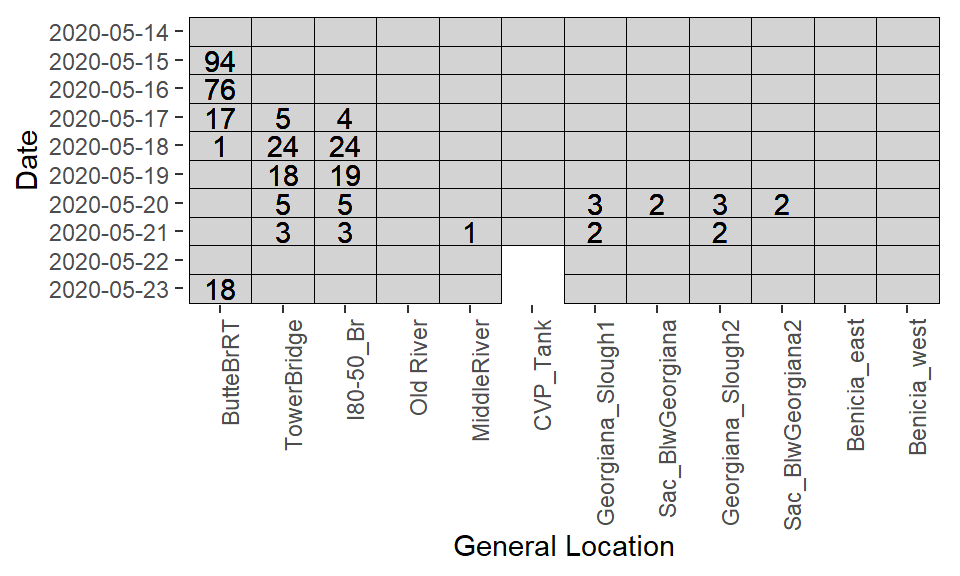 Date
2020-05-14
2020-05-15 94
2020-05-16 76
2020-05-17 17 5 4
2020-05-18 1 24 24
2020-05-19 18 19
2020-05-20 5 5 3 2 3 2
2020-05-21 3 3 1 2 2
2020-05-22
2020-05-23 18
ButteBrRT
TowerBridge
I80-50_Br
Old River
MiddleRiver
CVP_Tank
Georgiana_Slough1
Sac_BlwGeorgiana
Georgiana_Slough2
Sac_BlwGeorgiana2
Benicia_east
Benicia_west
General Location